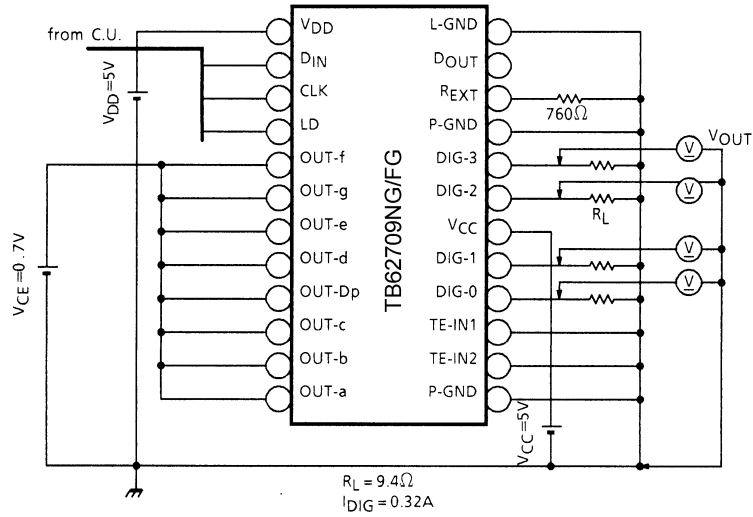 from C.U.
VDD=5V
VCE=0.7V
VDD
DIN
CLK
LD
OUT-f
OUT-g
OUT-e
OUT-d
OUT-Dp
OUT-c
OUT-b
OUT-a
TB62709NG/FG
L-GND
DOUT
REXT
P-GND
DIG-3
DIG-2
VCC
DIG-1
DIG-0
TE-IN1
TE-IN2
P-GND
760Ω
RL
VOUT
V
V
V
V
VCC=5V
RL=9.4Ω
IDIG=0.32A